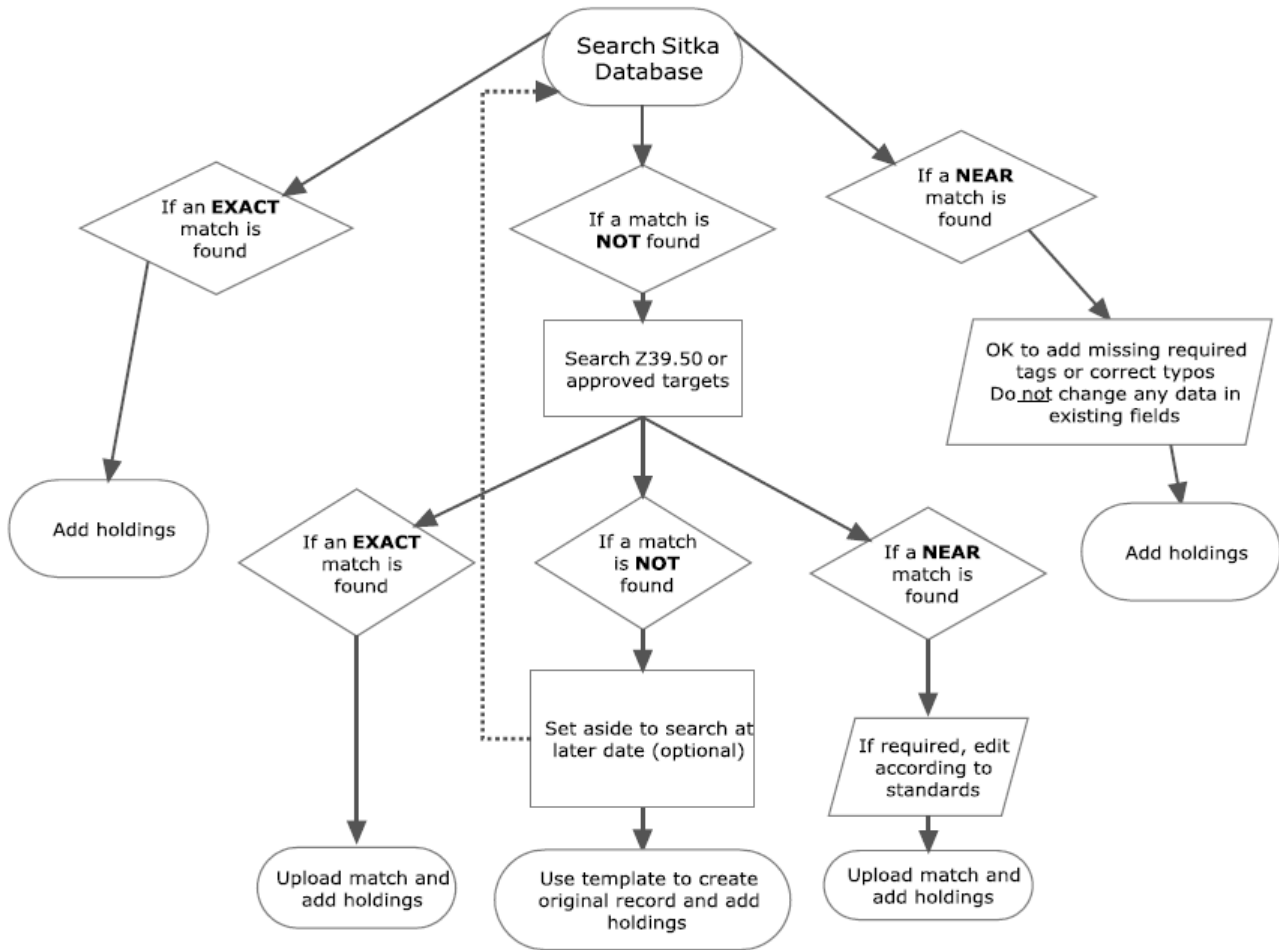 Search Sitka
Database
If an EXACT
match is
found
If a match is
NOT found
If a NEAR
match is
found
Search Z39.50 or
approved targets
OK to add missing required
tags or correct typos
Do not change any data in
existing fields
Add holdings
If an EXACT
match is
found
If a match
is NOT
found
If a NEAR
match is
found
Add holdings
Set aside to search at
later date (optional)
If required, edit
according to
standards
Upload match and
add holdings
Use template to create
original record and add
holdings
Upload match and
add holdings